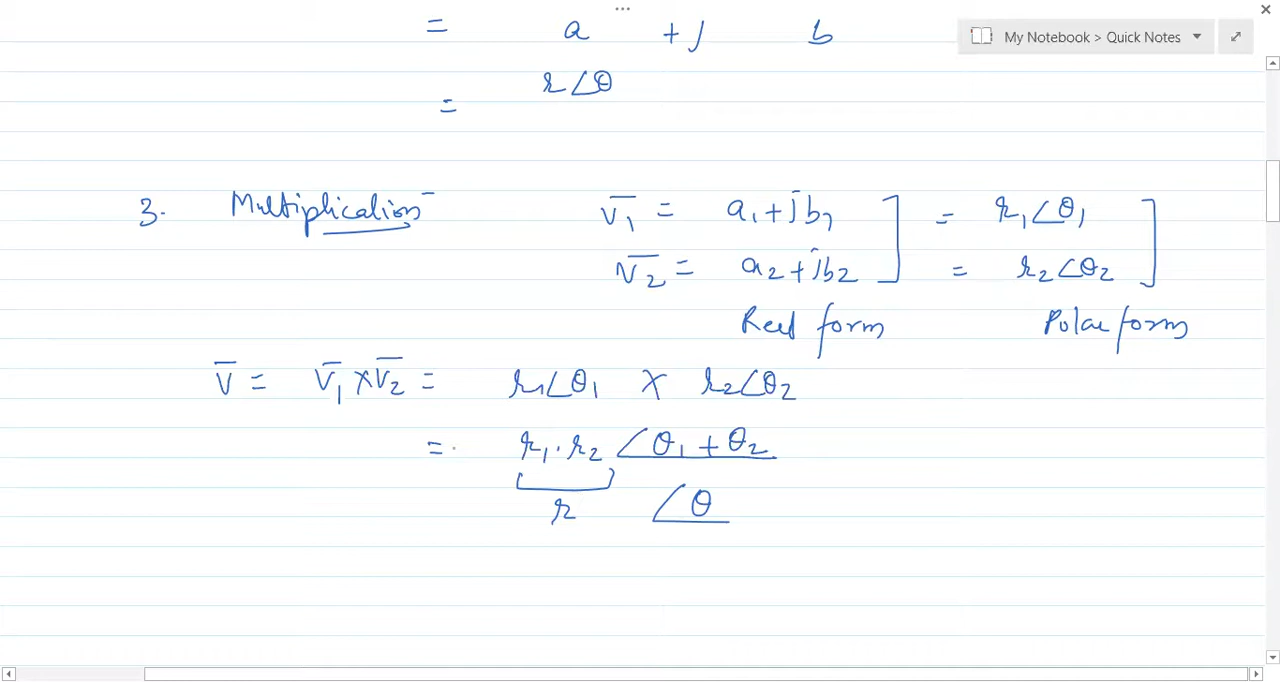 ...
= a + j b
My Notebook > Quick Notes
= r∠θ
3. Multiplication V̅₁ = a₁+jb₁ ] = r₁∠θ₁ ]
V̅₂ = a₂+jb₂ ] = r₂∠θ₂ ]
Rect form Polar form
V̅ = V̅₁ × V̅₂ = r₁∠θ₁ × r₂∠θ₂
= r₁.r₂ ∠θ₁+θ₂
r ∠θ